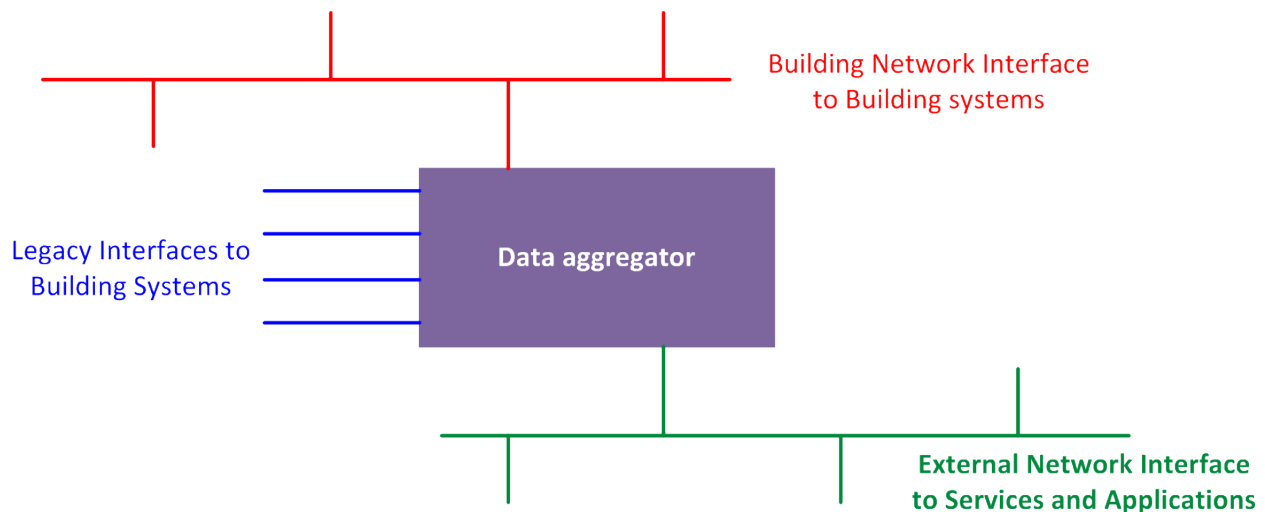 Building Network Interface
to Building systems
Legacy Interfaces to
Building Systems
Data aggregator
External Network Interface
to Services and Applications